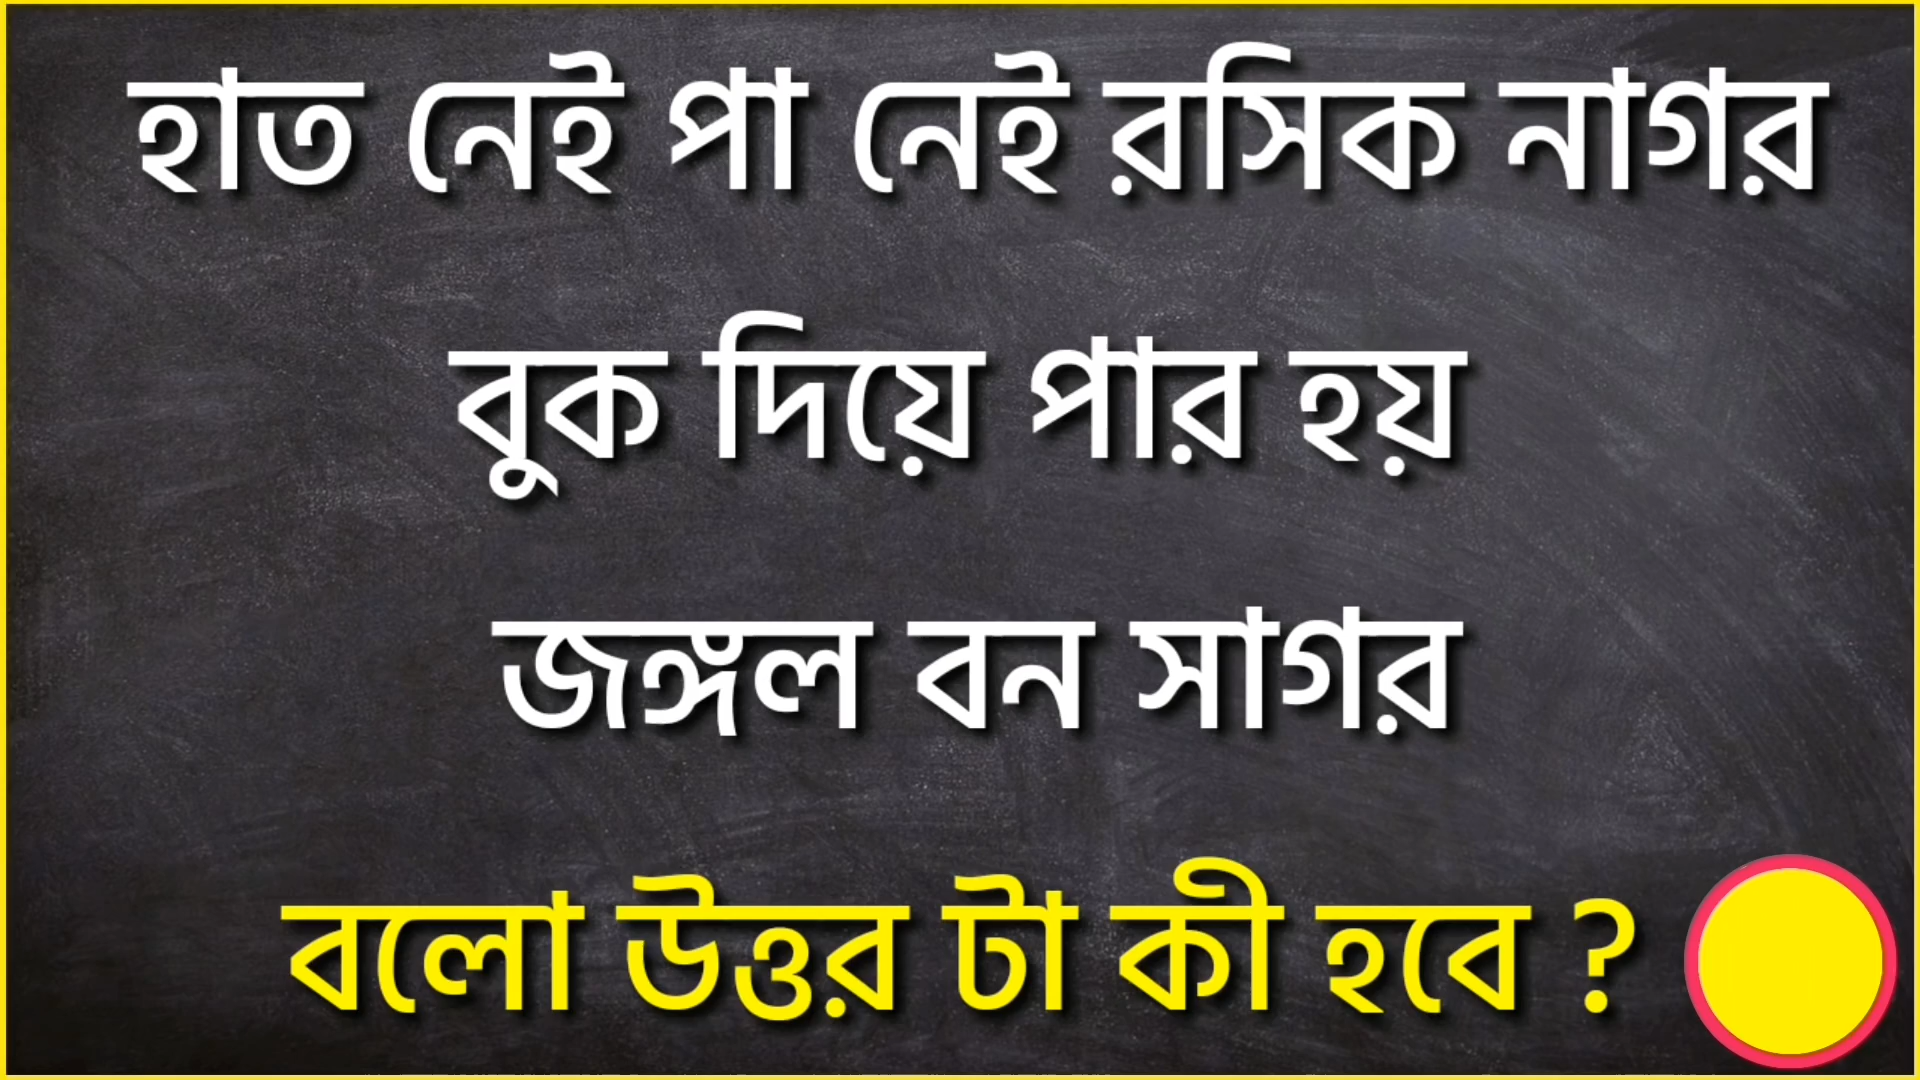 হাত নেই পা নেই রসিক নাগর
বুক দিয়ে পার হয়
জঙ্গল বন সাগর
বলো উত্তর টা কী হবে ?